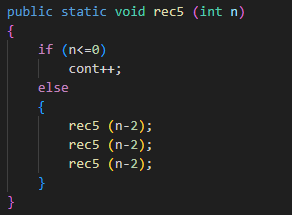 public static void rec5 (int n)
{
    if (n<=0)
        cont++;
    else
    {
        rec5 (n-2);
        rec5 (n-2);
        rec5 (n-2);
    }
}